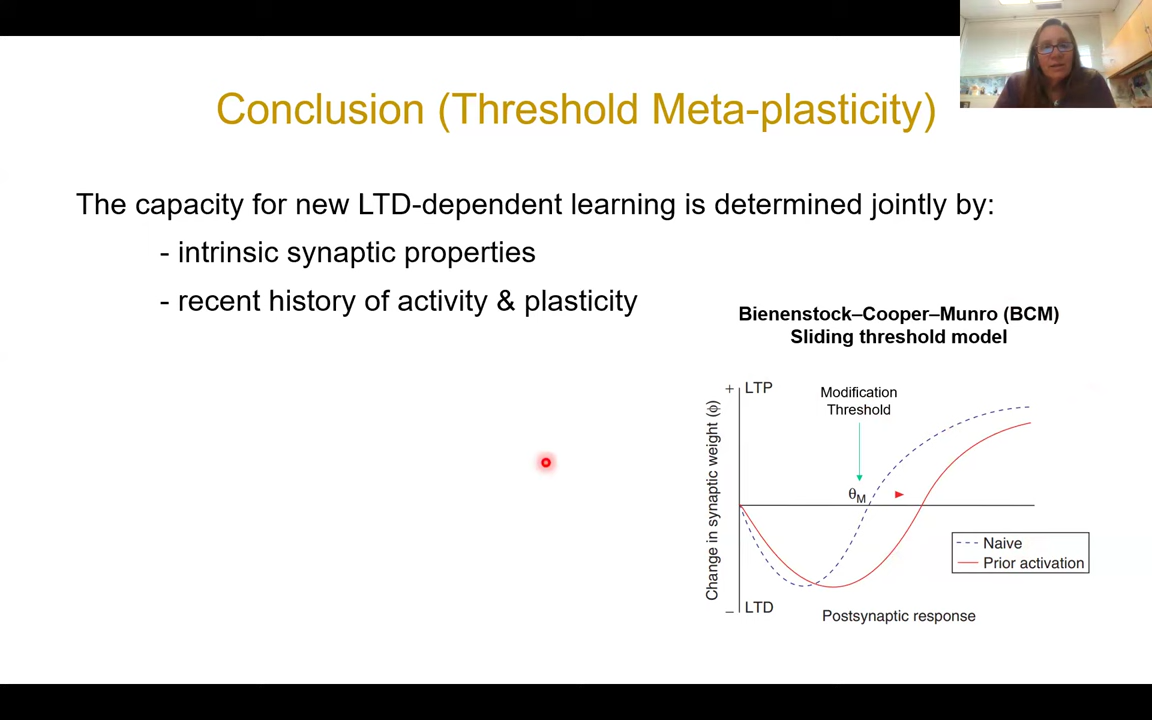 Conclusion (Threshold Meta-plasticity)
The capacity for new LTD-dependent learning is determined jointly by:
- intrinsic synaptic properties
- recent history of activity & plasticity
Bienenstock–Cooper–Munro (BCM)
Sliding threshold model
+ LTP
Modification
Threshold
Change in synaptic weight (ϕ)
θM
Naive
Prior activation
– LTD
Postsynaptic response